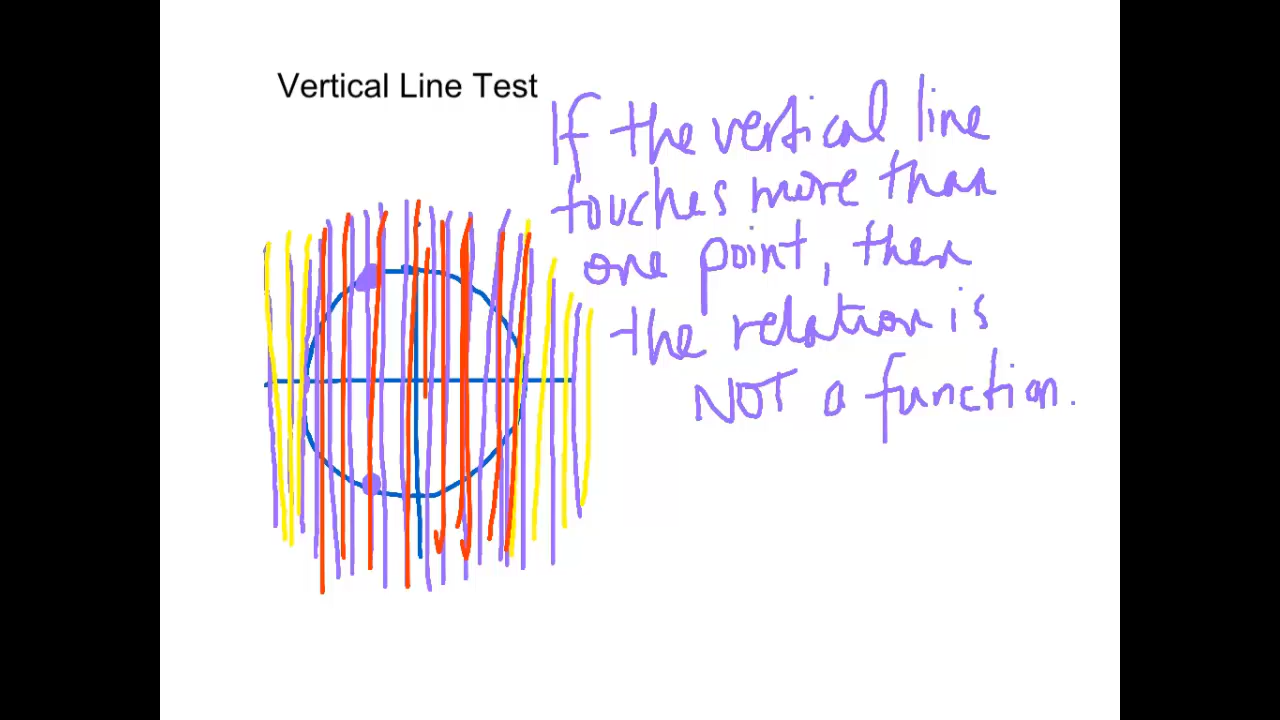 Vertical Line Test
If the vertical line
touches more than
one point, then
the relation is
NOT a function.